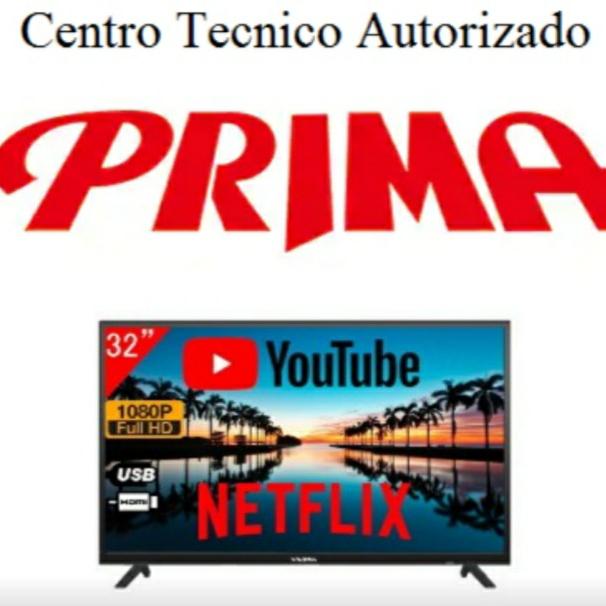 Centro Tecnico Autorizado
PRIMA
32”
YouTube
1080P
Full HD
USB
HDMI
NETFLIX